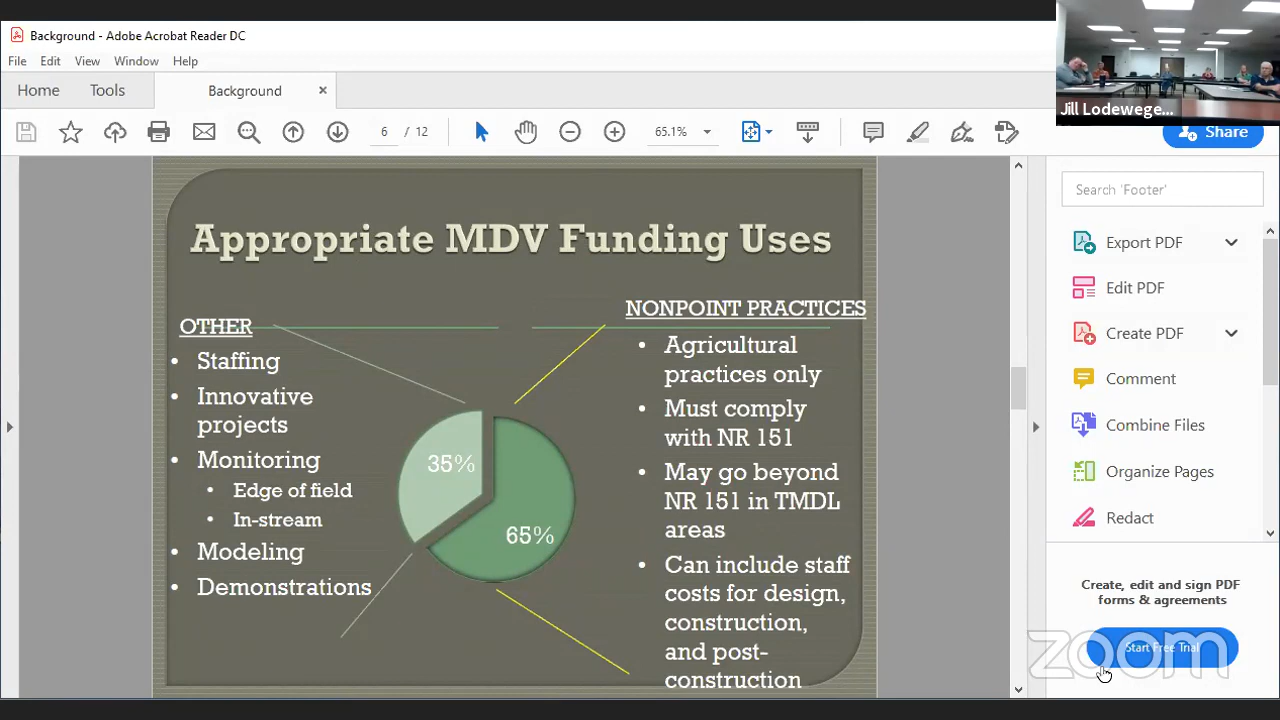 Background - Adobe Acrobat Reader DC
File Edit View Window Help
Home Tools Background ×
6 / 12 65.1% Share
Jill Lodewege...
Appropriate MDV Funding Uses
OTHER
• Staffing
• Innovative
projects
• Monitoring
• Edge of field
• In-stream
• Modeling
• Demonstrations
35%
65%
NONPOINT PRACTICES
• Agricultural
practices only
• Must comply
with NR 151
• May go beyond
NR 151 in TMDL
areas
• Can include staff
costs for design,
construction,
and post-
construction
Search 'Footer'
Export PDF
Edit PDF
Create PDF
Comment
Combine Files
Organize Pages
Redact
Create, edit and sign PDF
forms & agreements
Start Free Trial
zoom